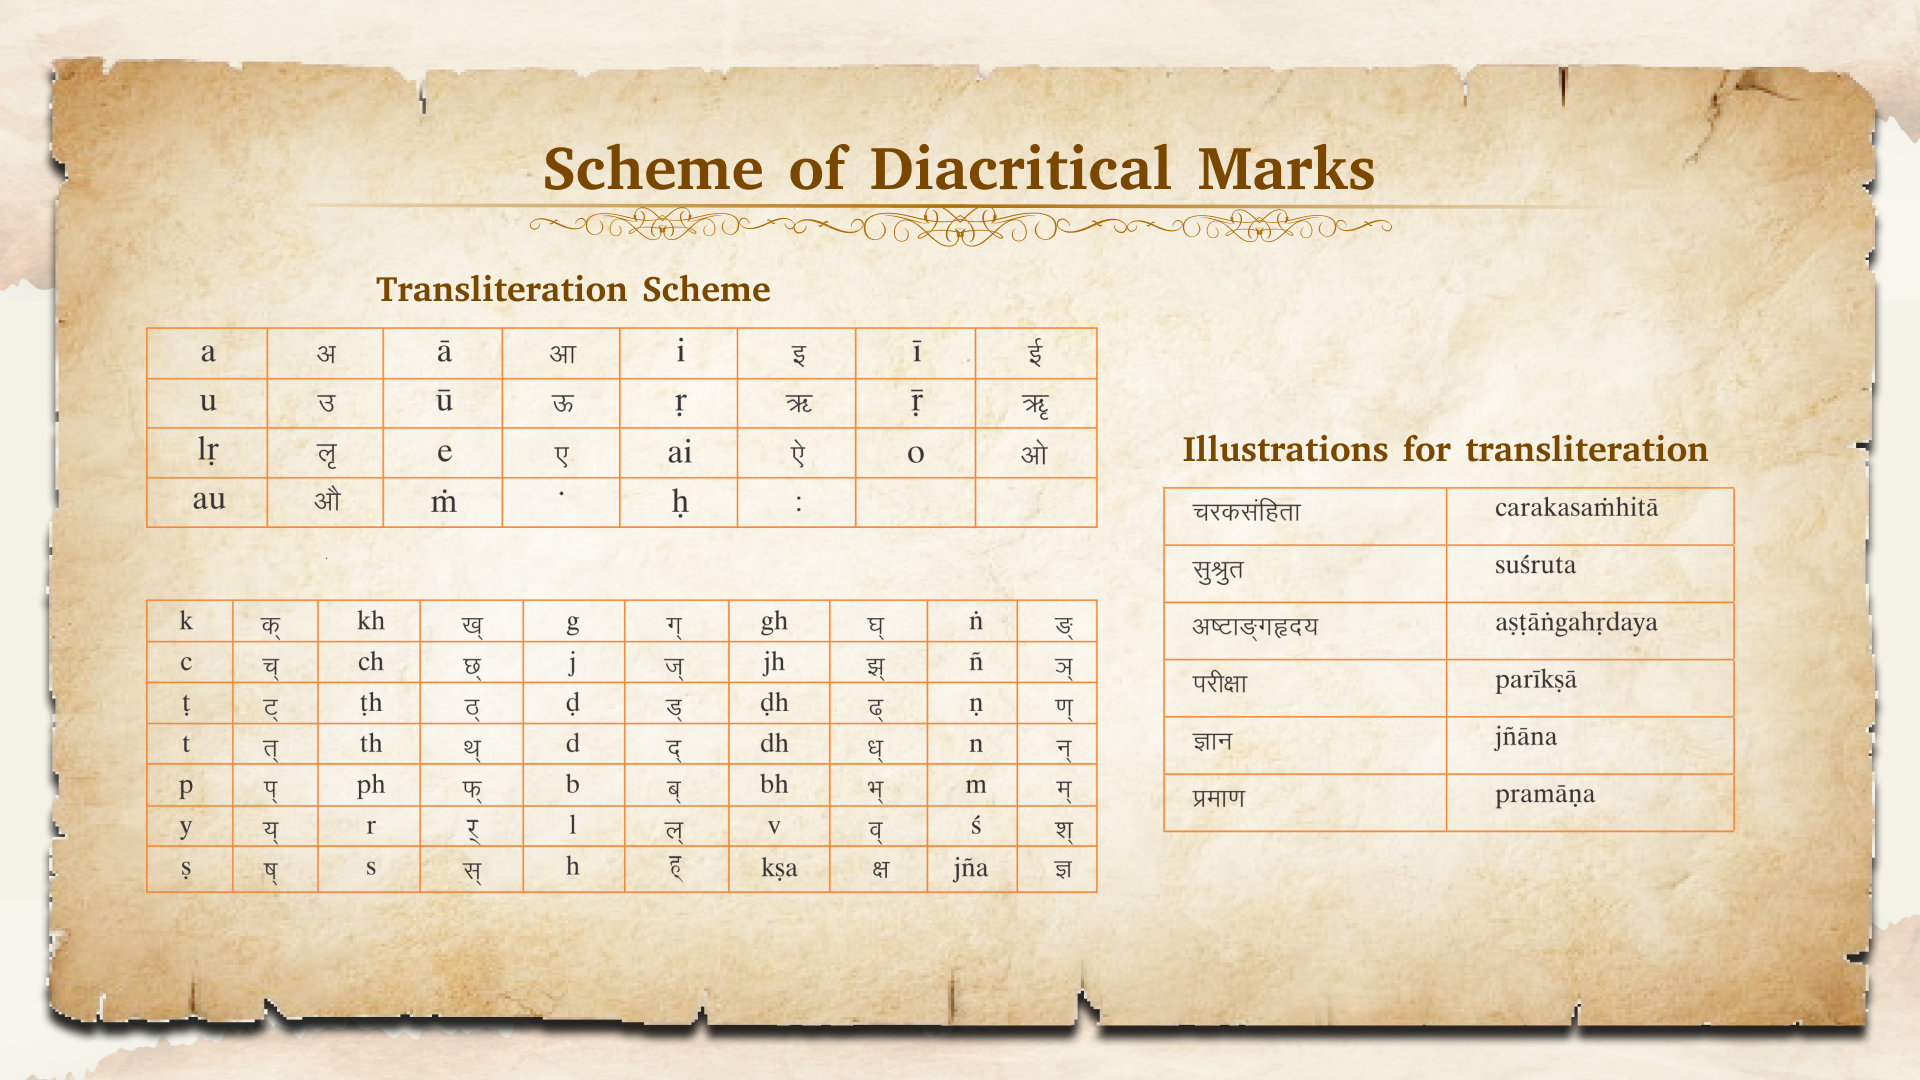 Scheme of Diacritical Marks
Transliteration Scheme
a अ ā आ i इ ī ई
u उ ū ऊ ṛ ऋ ṝ ॠ
lṛ लृ e ए ai ऐ o ओ
au औ ṁ ˙ ḥ :
k क् kh ख् g ग् gh घ् ṅ ङ्
c च् ch छ् j ज् jh झ् ñ ञ्
ṭ ट् ṭh ठ् ḍ ड् ḍh ढ् ṇ ण्
t त् th थ् d द् dh ध् n न्
p प् ph फ् b ब् bh भ् m म्
y य् r र् l ल् v व् ś श्
ṣ ष् s स् h ह् kṣa क्ष jña ज्ञ
Illustrations for transliteration
चरकसंहिता carakasaṁhitā
सुश्रुत suśruta
अष्टाङ्गहृदय aṣṭāṅgahṛdaya
परीक्षा parīkṣā
ज्ञान jñāna
प्रमाण pramāṇa